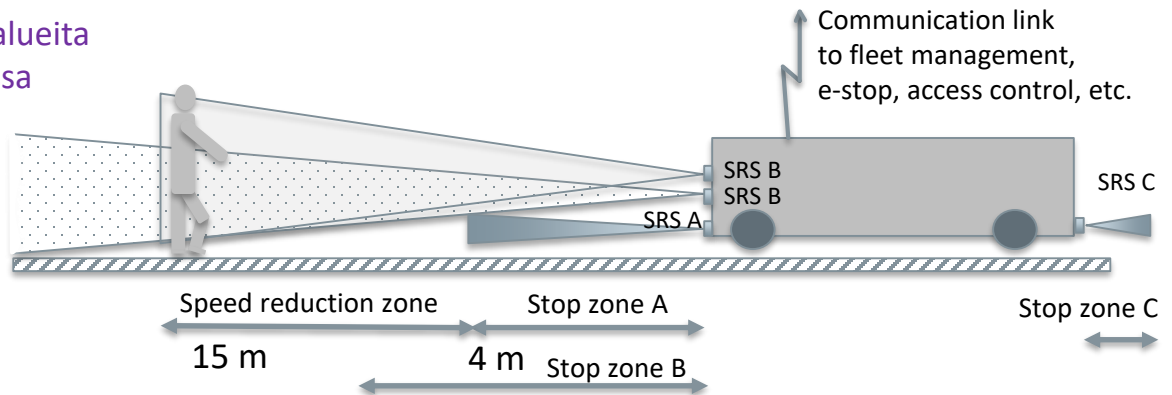 alueita
sa
Communication link
to fleet management,
e-stop, access control, etc.
SRS B
SRS B
SRS A
SRS C
Speed reduction zone
Stop zone A
Stop zone C
15 m
4 m
Stop zone B